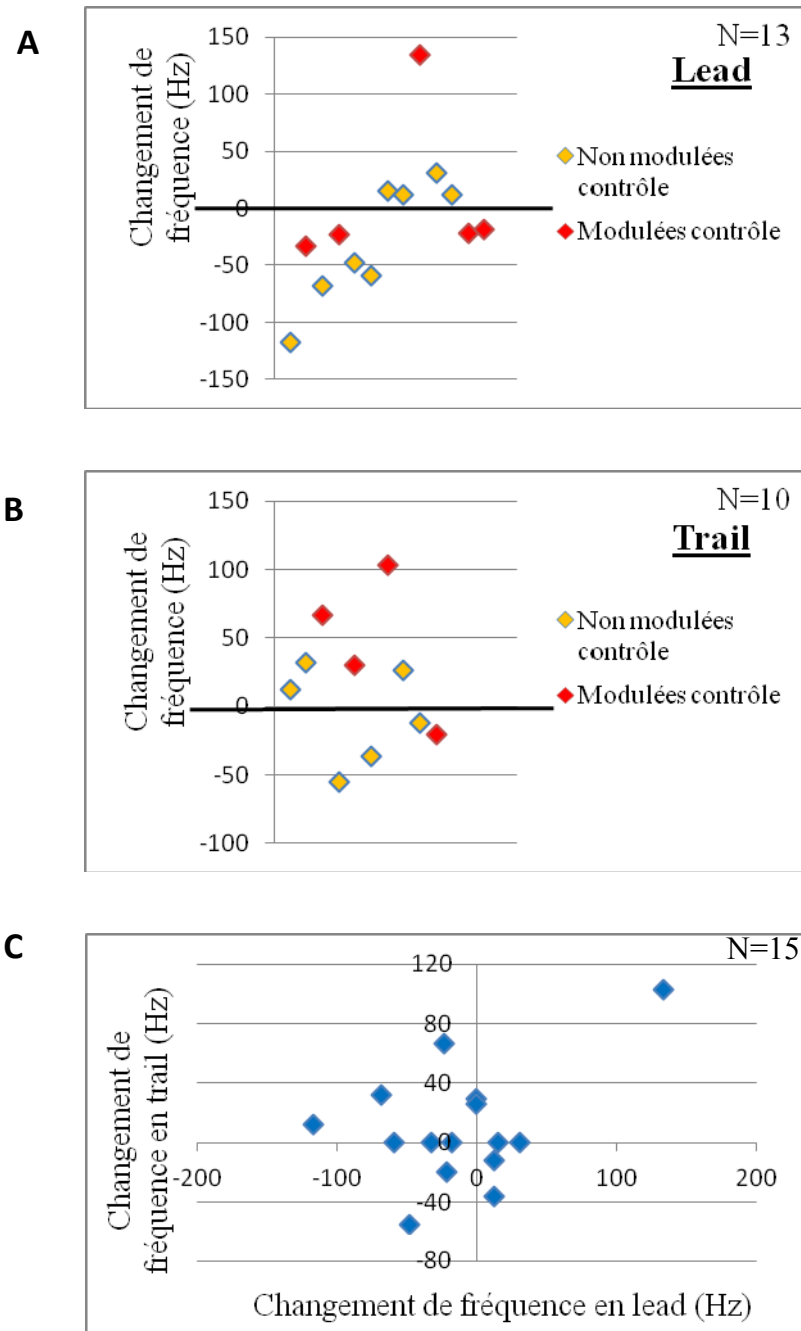 A
N=13
Lead
Changement de
fréquence (Hz)
150
100
50
0
-50
-100
-150
Non modulées
contrôle
Modulées contrôle
B
N=10
Trail
Changement de
fréquence (Hz)
150
100
50
0
-50
-100
Non modulées
contrôle
Modulées contrôle
C
N=15
Changement de
fréquence en trail (Hz)
120
80
40
0
-40
-80
-200
-100
0
100
200
Changement de fréquence en lead (Hz)